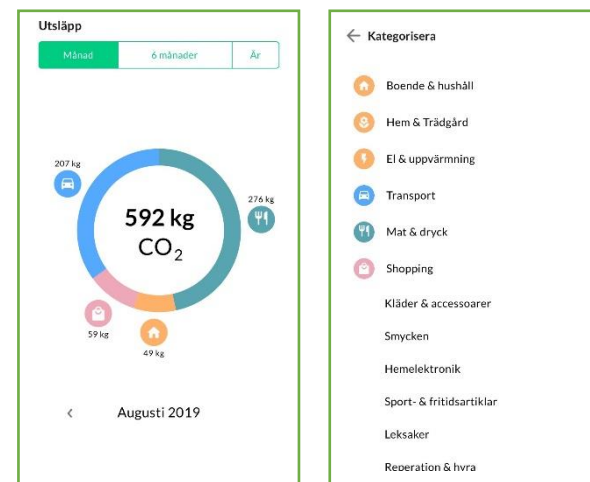 Utsläpp
Månad
6 månader
År
207 kg
276 kg
592 kg
CO₂
59 kg
49 kg
Augusti 2019
Kategorisera
Boende & hushåll
Hem & Trädgård
El & uppvärmning
Transport
Mat & dryck
Shopping
Kläder & accessoarer
Smycken
Hemelektronik
Sport- & fritidsartiklar
Leksaker
Reperation & hyra